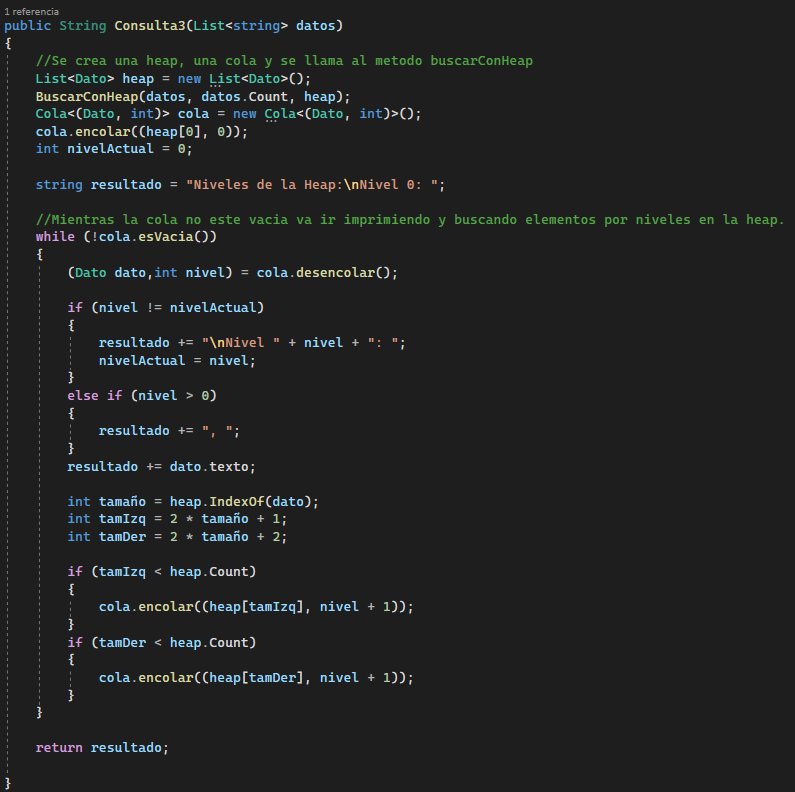 1 referencia
public String Consulta3(List<string> datos)
{
//Se crea una heap, una cola y se llama al metodo buscarConHeap
List<Dato> heap = new List<Dato>();
BuscarConHeap(datos, datos.Count, heap);
Cola<(Dato, int)> cola = new Cola<(Dato, int)>();
cola.encolar((heap[0], 0));
int nivelActual = 0;
string resultado = "Niveles de la Heap:\nNivel 0: ";
//Mientras la cola no este vacia va ir imprimiendo y buscando elementos por niveles en la heap.
while (!cola.esVacia())
{
(Dato dato,int nivel) = cola.desencolar();
if (nivel != nivelActual)
{
resultado += "\nNivel " + nivel + ": ";
nivelActual = nivel;
}
else if (nivel > 0)
{
resultado += ", ";
}
resultado += dato.texto;
int tamaño = heap.IndexOf(dato);
int tamIzq = 2 * tamaño + 1;
int tamDer = 2 * tamaño + 2;
if (tamIzq < heap.Count)
{
cola.encolar((heap[tamIzq], nivel + 1));
}
if (tamDer < heap.Count)
{
cola.encolar((heap[tamDer], nivel + 1));
}
}
return resultado;
}